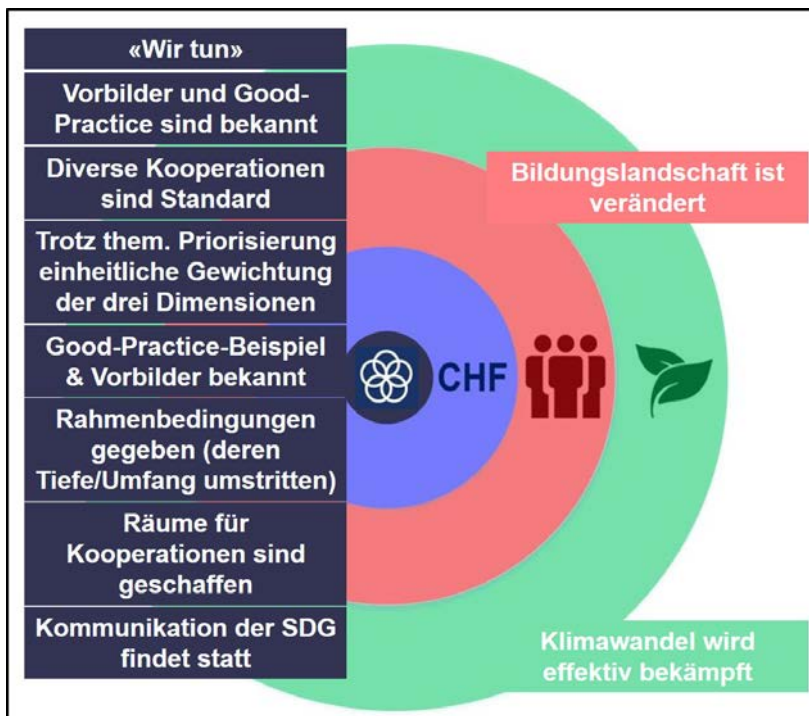 «Wir tun»
Vorbilder und Good-
Practice sind bekannt
Diverse Kooperationen
sind Standard
Trotz them. Priorisierung
einheitliche Gewichtung
der drei Dimensionen
Good-Practice-Beispiel
& Vorbilder bekannt
Rahmenbedingungen
gegeben (deren
Tiefe/Umfang umstritten)
Räume für
Kooperationen sind
geschaffen
Kommunikation der SDG
findet statt
CHF
Bildungslandschaft ist
verändert
Klimawandel wird
effektiv bekämpft